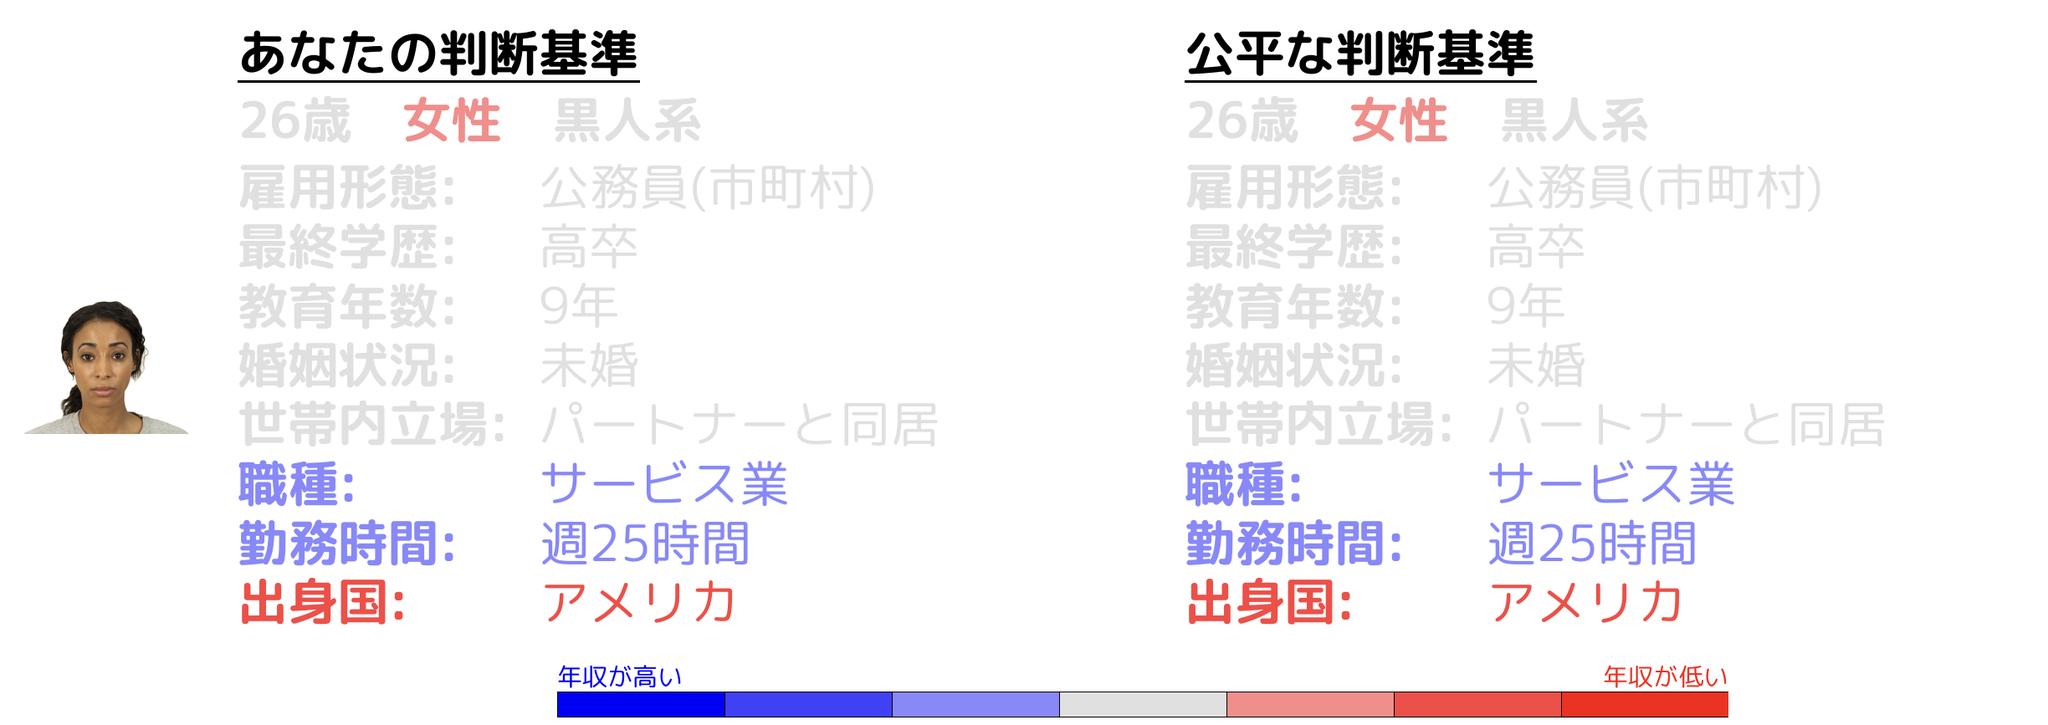 あなたの判断基準
26歳 女性 黒人系
雇用形態: 公務員(市町村)
最終学歴: 高卒
教育年数: 9年
婚姻状況: 未婚
世帯内立場: パートナーと同居
職種: サービス業
勤務時間: 週25時間
出身国: アメリカ
公平な判断基準
26歳 女性 黒人系
雇用形態: 公務員(市町村)
最終学歴: 高卒
教育年数: 9年
婚姻状況: 未婚
世帯内立場: パートナーと同居
職種: サービス業
勤務時間: 週25時間
出身国: アメリカ
年収が高い 年収が低い